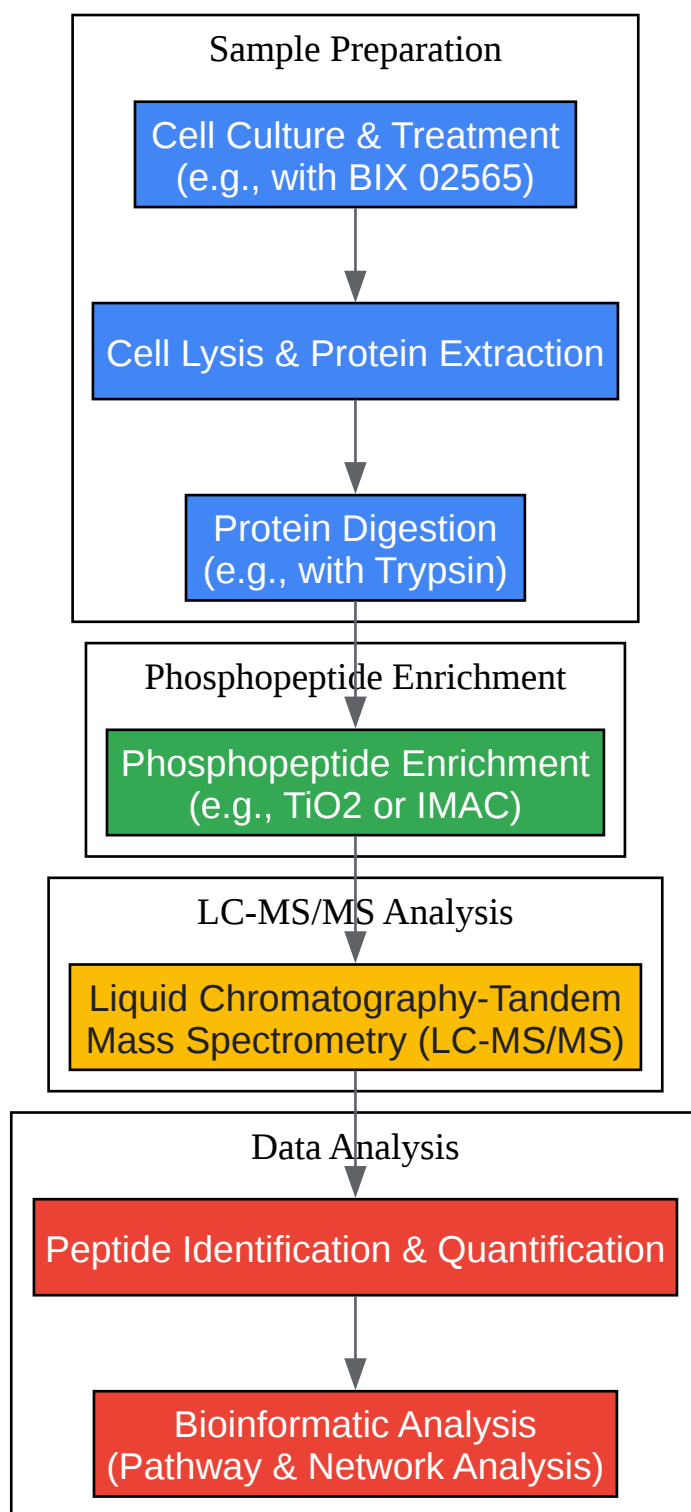 Sample Preparation
Cell Culture & Treatment
(e.g., with BIX 02565)
Cell Lysis & Protein Extraction
Protein Digestion
(e.g., with Trypsin)
Phosphopeptide Enrichment
Phosphopeptide Enrichment
(e.g., TiO2 or IMAC)
LC-MS/MS Analysis
Liquid Chromatography-Tandem
Mass Spectrometry (LC-MS/MS)
Data Analysis
Peptide Identification & Quantification
Bioinformatic Analysis
(Pathway & Network Analysis)